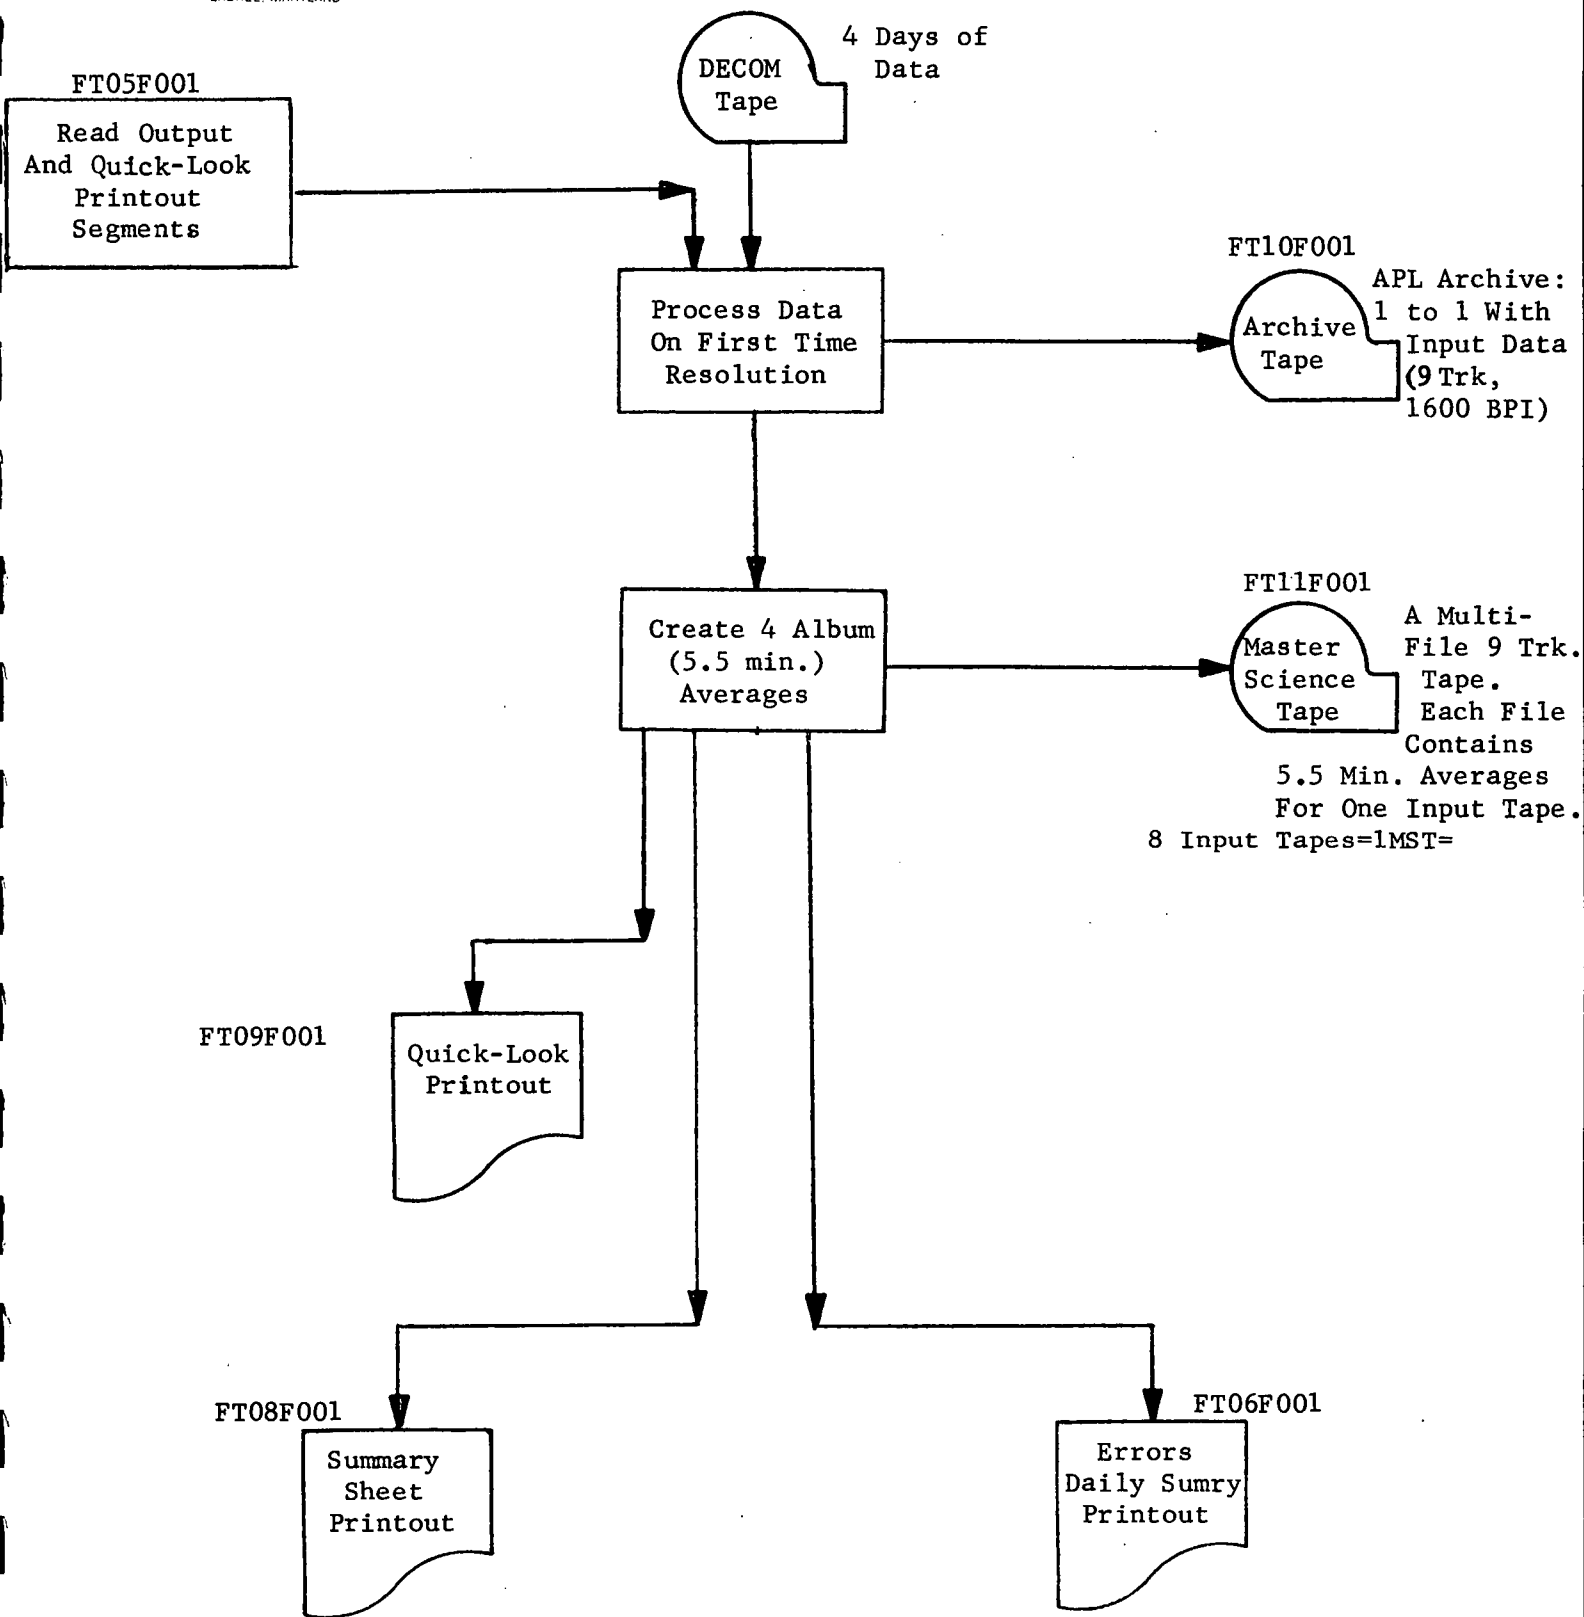 4 Days of
Data
DECOM
Tape
FT05F001
Read Output
And Quick-Look
Printout
Segments
Process Data
On First Time
Resolution
FT10F001
Archive
Tape
APL Archive:
1 to 1 With
Input Data
(9 Trk,
1600 BPI)
Create 4 Album
(5.5 min.)
Averages
FT11F001
Master
Science
Tape
A Multi-
File 9 Trk.
Tape.
Each File
Contains
5.5 Min. Averages
For One Input Tape.
8 Input Tapes=1MST=
FT09F001
Quick-Look
Printout
FT08F001
Summary
Sheet
Printout
FT06F001
Errors
Daily Sumry
Printout